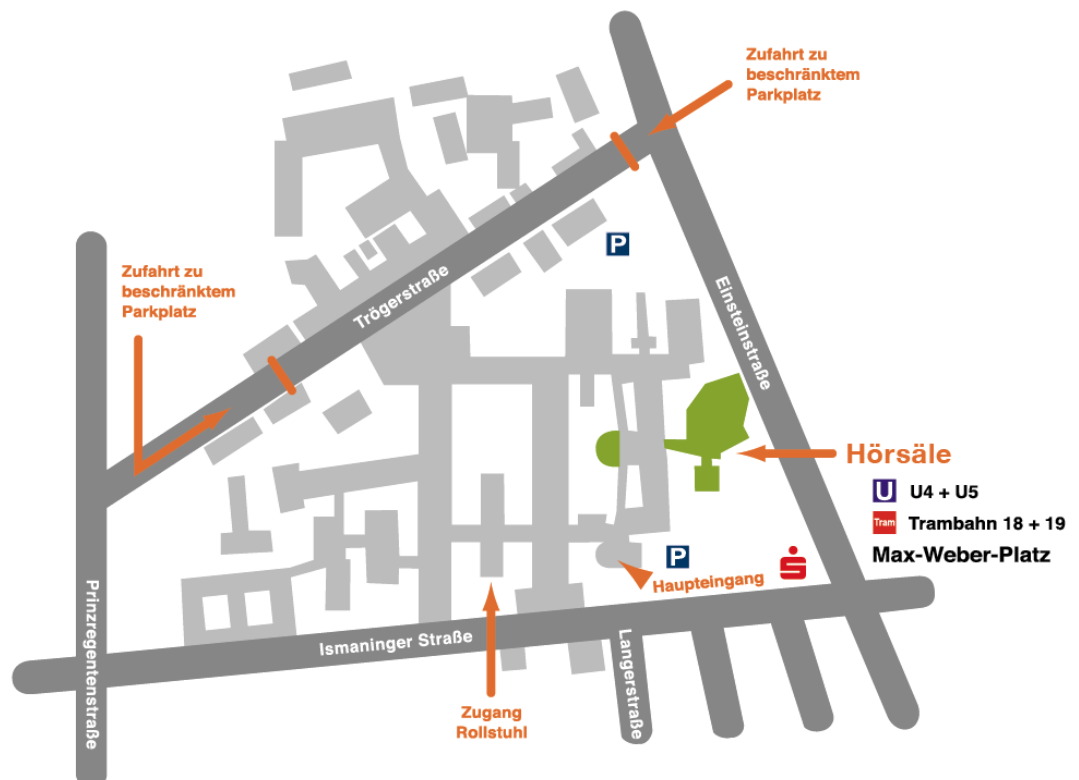 Zufahrt zu
beschränktem
Parkplatz
Zufahrt zu
beschränktem
Parkplatz
P
Trögerstraße
Einsteinstraße
Hörsäle
U U4 + U5
Tram Trambahn 18 + 19
Max-Weber-Platz
P
Haupteingang
Prinzregentenstraße
Ismaninger Straße
Langerstraße
Zugang
Rollstuhl